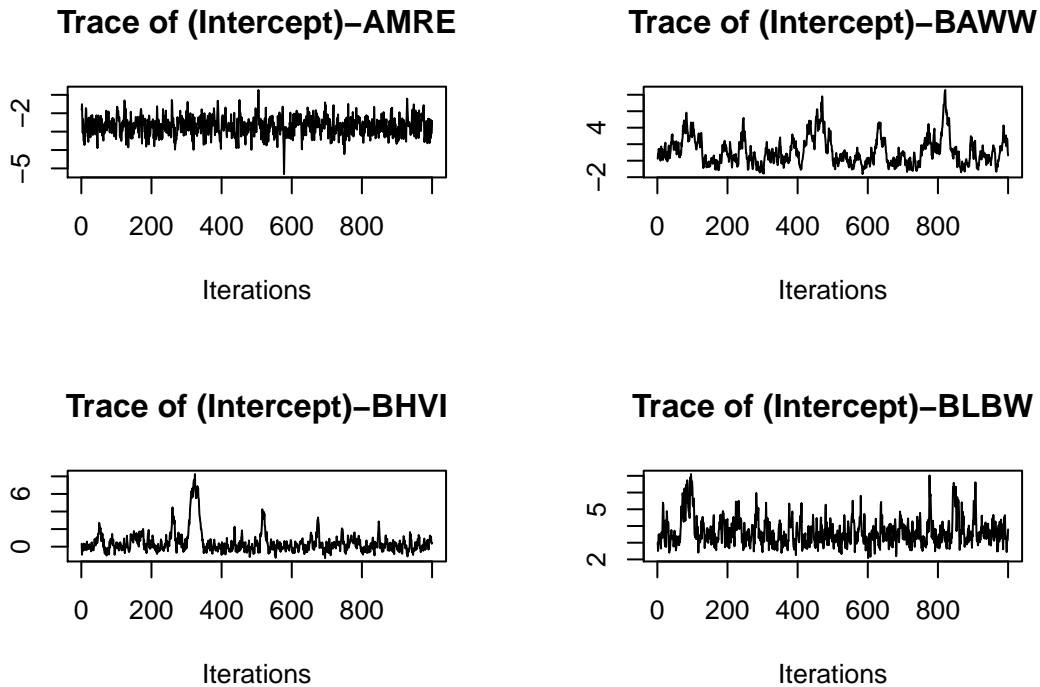 Trace of (Intercept)−AMRE
−2
−5
0 200 400 600 800
Iterations
Trace of (Intercept)−BAWW
4
−2
0 200 400 600 800
Iterations
Trace of (Intercept)−BHVI
6
0
0 200 400 600 800
Iterations
Trace of (Intercept)−BLBW
5
2
0 200 400 600 800
Iterations